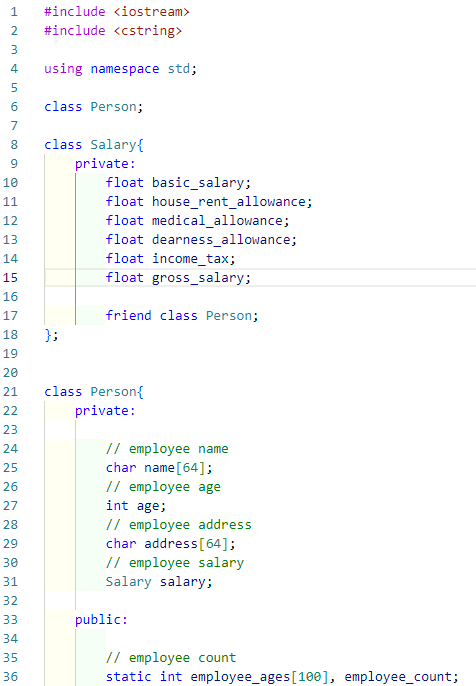 1 #include <iostream>
2 #include <cstring>
3
4 using namespace std;
5
6 class Person;
7
8 class Salary{
9     private:
10         float basic_salary;
11         float house_rent_allowance;
12         float medical_allowance;
13         float dearness_allowance;
14         float income_tax;
15         float gross_salary;
16
17         friend class Person;
18 };
19
20
21 class Person{
22     private:
23
24         // employee name
25         char name[64];
26         // employee age
27         int age;
28         // employee address
29         char address[64];
30         // employee salary
31         Salary salary;
32
33     public:
34
35         // employee count
36         static int employee_ages[100], employee_count;